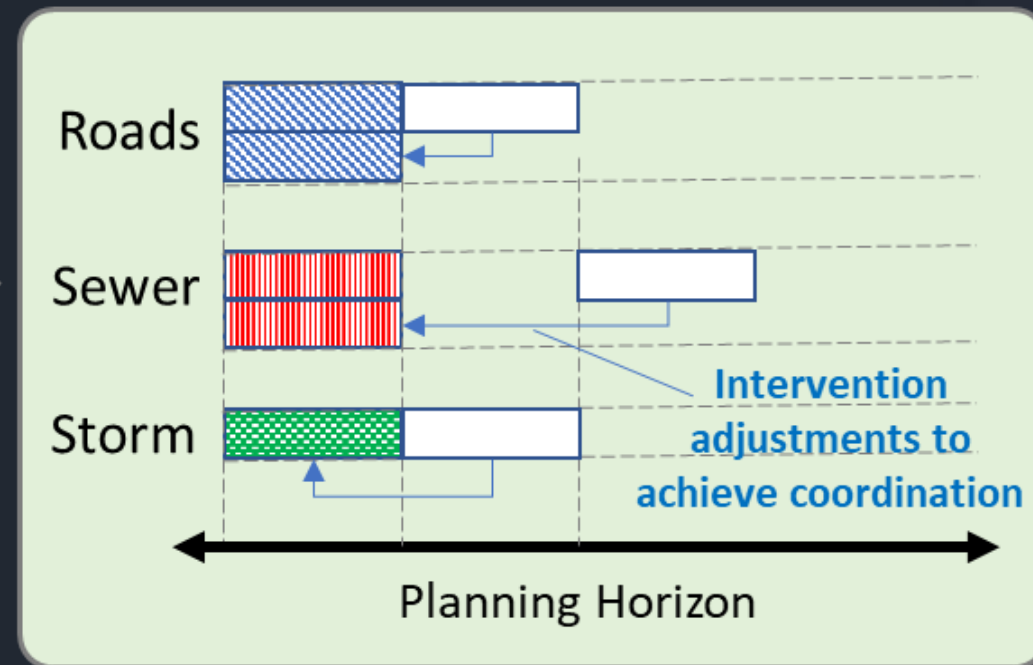 Roads
Sewer
Storm
Intervention
adjustments to
achieve coordination
Planning Horizon